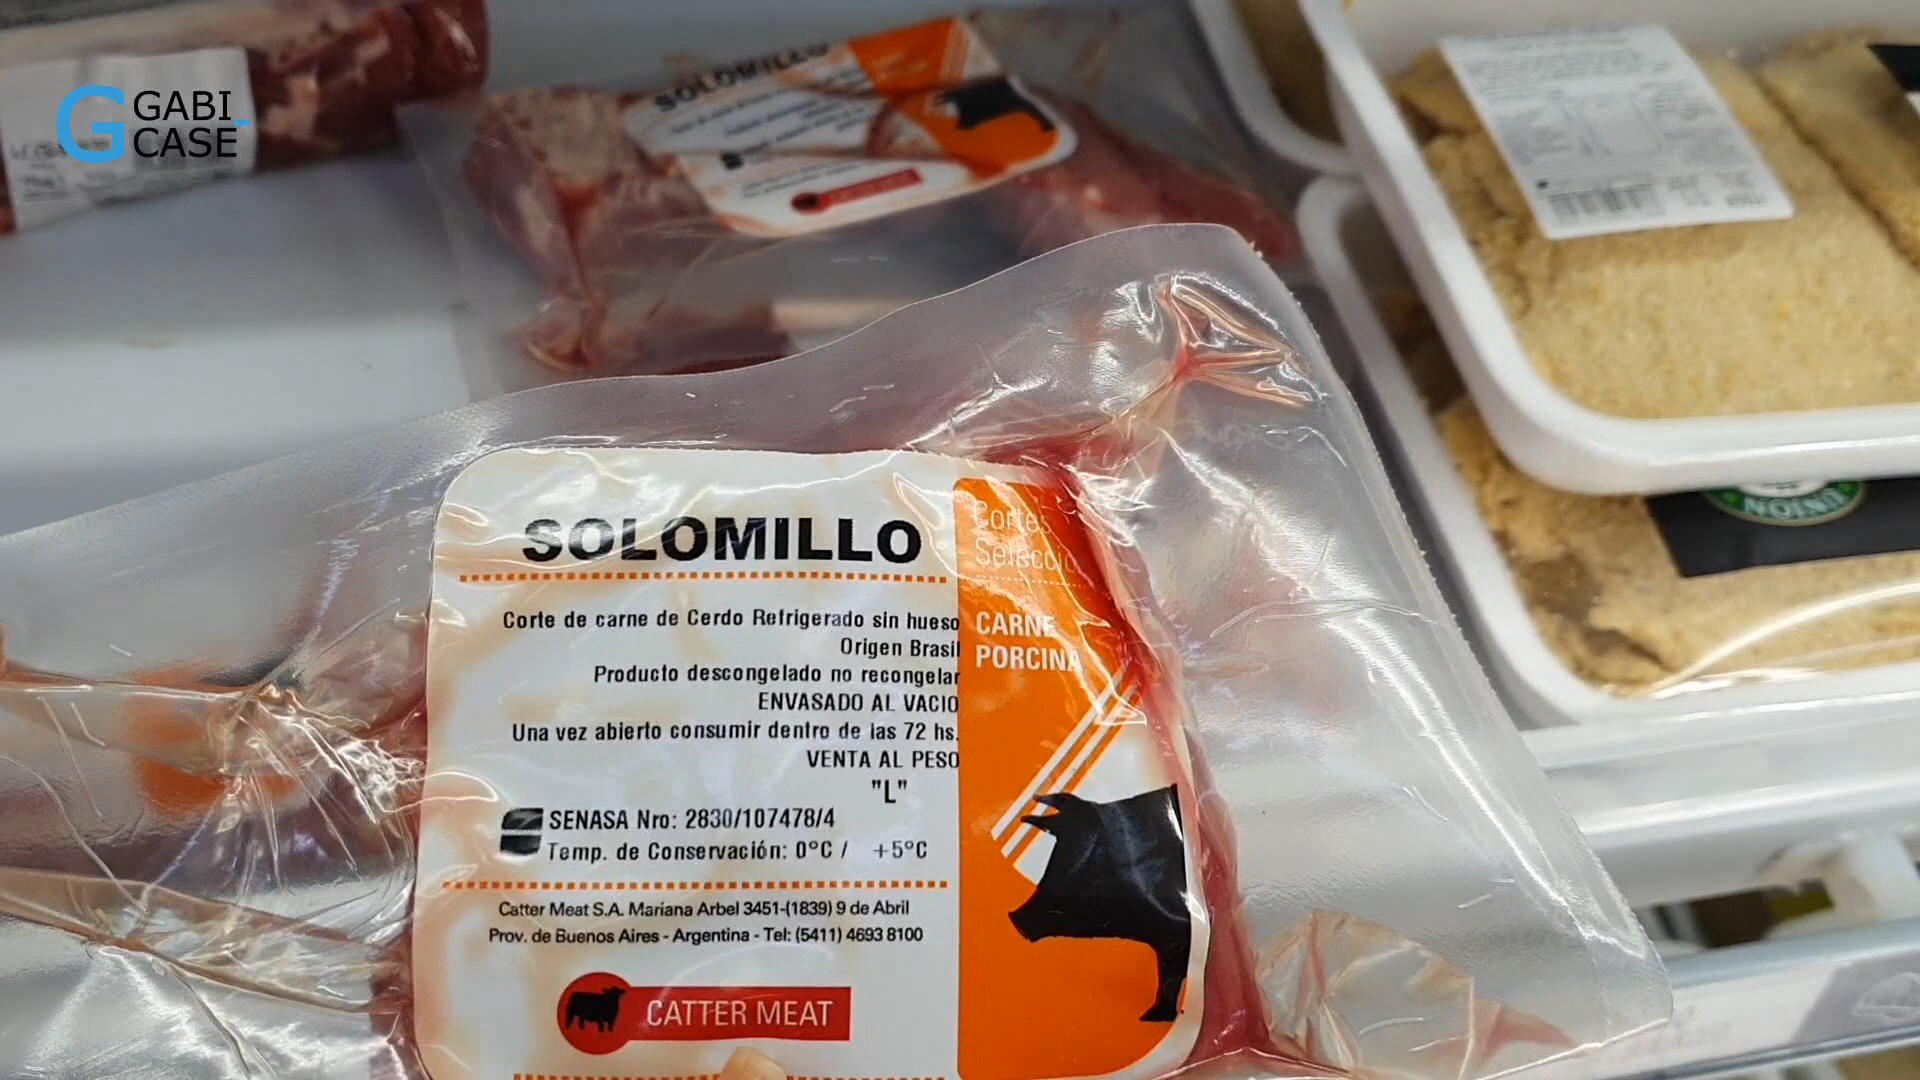 GABI
CASE
SOLOMILLO
SOLOMILLO
Corte de carne de Cerdo Refrigerado sin hueso
Origen Brasil
Producto descongelado no recongelar
ENVASADO AL VACIO
Una vez abierto consumir dentro de las 72 hs.
VENTA AL PESO
"L"
SENASA Nro: 2830/107478/4
Temp. de Conservación: 0°C / +5°C
Catter Meat S.A. Mariana Arbel 3451-(1839) 9 de Abril
Prov. de Buenos Aires - Argentina - Tel: (5411) 4693 8100
CATTER MEAT
Cortes
Seleccio
CARNE
PORCINA
UNION